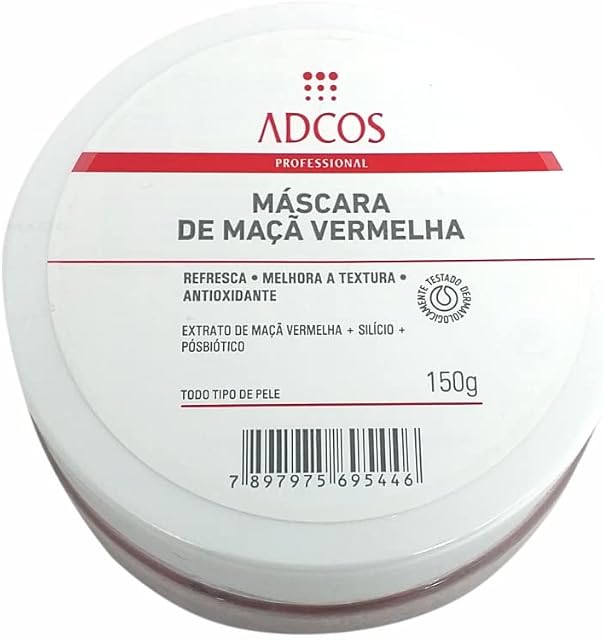 ADCOS
PROFESSIONAL
MÁSCARA
DE MAÇÃ VERMELHA
REFRESCA • MELHORA A TEXTURA •
ANTIOXIDANTE
TESTADO DERMATOLOGICAMENTE
EXTRATO DE MAÇÃ VERMELHA + SILÍCIO +
PÓSBIÓTICO
TODO TIPO DE PELE
150g
7 897975 695446